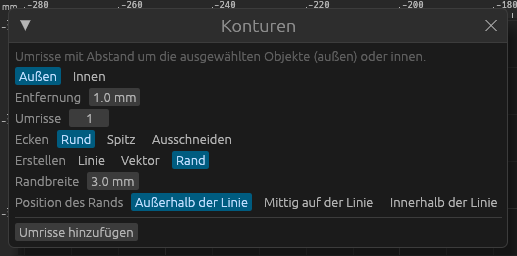 mm -280 -260 -240 -220 -200 -180
Konturen
Umrisse mit Abstand um die ausgewählten Objekte (außen) oder innen.
Außen Innen
Entfernung 1.0 mm
Umrisse 1
Ecken Rund Spitz Ausschneiden
Erstellen Linie Vektor Rand
Randbreite 3.0 mm
Position des Rands Außerhalb der Linie Mittig auf der Linie Innerhalb der Linie
Umrisse hinzufügen